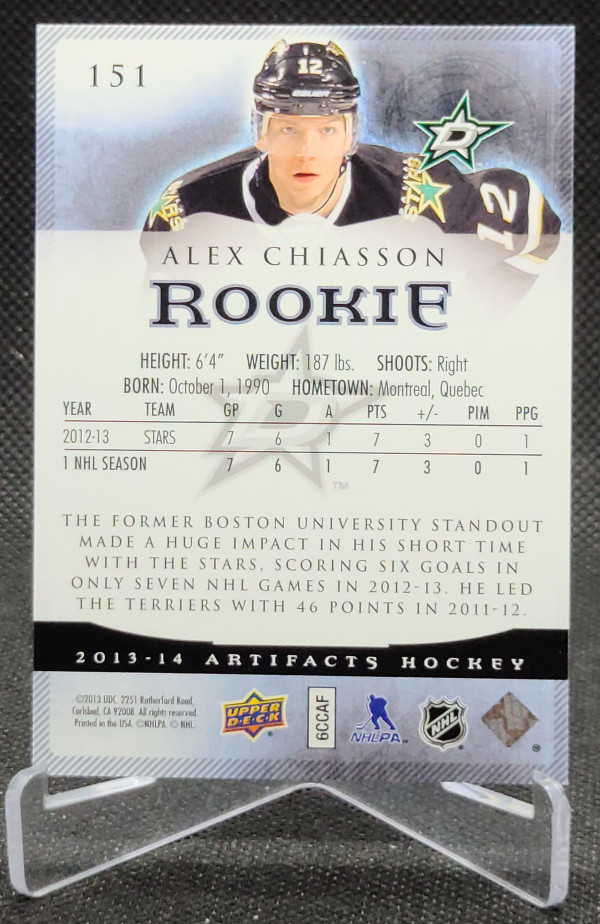 151
12
STARS
STARS
D
12
ALEX CHIASSON
ROOKIE
HEIGHT: 6'4" WEIGHT: 187 lbs. SHOOTS: Right
BORN: October 1, 1990 HOMETOWN: Montreal, Quebec
YEAR TEAM GP G A PTS +/- PIM PPG
2012-13 STARS 7 6 1 7 3 0 1
1 NHL SEASON 7 6 1 7 3 0 1
TM
THE FORMER BOSTON UNIVERSITY STANDOUT
MADE A HUGE IMPACT IN HIS SHORT TIME
WITH THE STARS, SCORING SIX GOALS IN
ONLY SEVEN NHL GAMES IN 2012-13. HE LED
THE TERRIERS WITH 46 POINTS IN 2011-12.
2013-14 ARTIFACTS HOCKEY
©2013 UDC. 2251 Rutherford Road,
Carlsbad, CA 92008. All rights reserved.
Printed in the USA. ©NHLPA. © NHL.
UPPER DECK
6CCAF
NHLPA
NHL